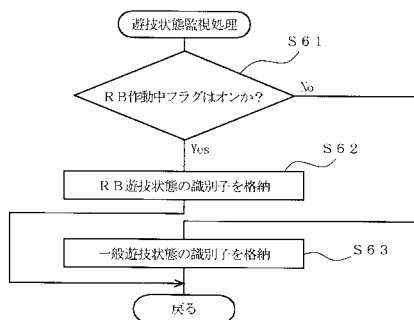 遊技状態監視処理
S61
RB作動中フラグはオンか?
No
Yes
S62
RB遊技状態の識別子を格納
一般遊技状態の識別子を格納
S63
戻る